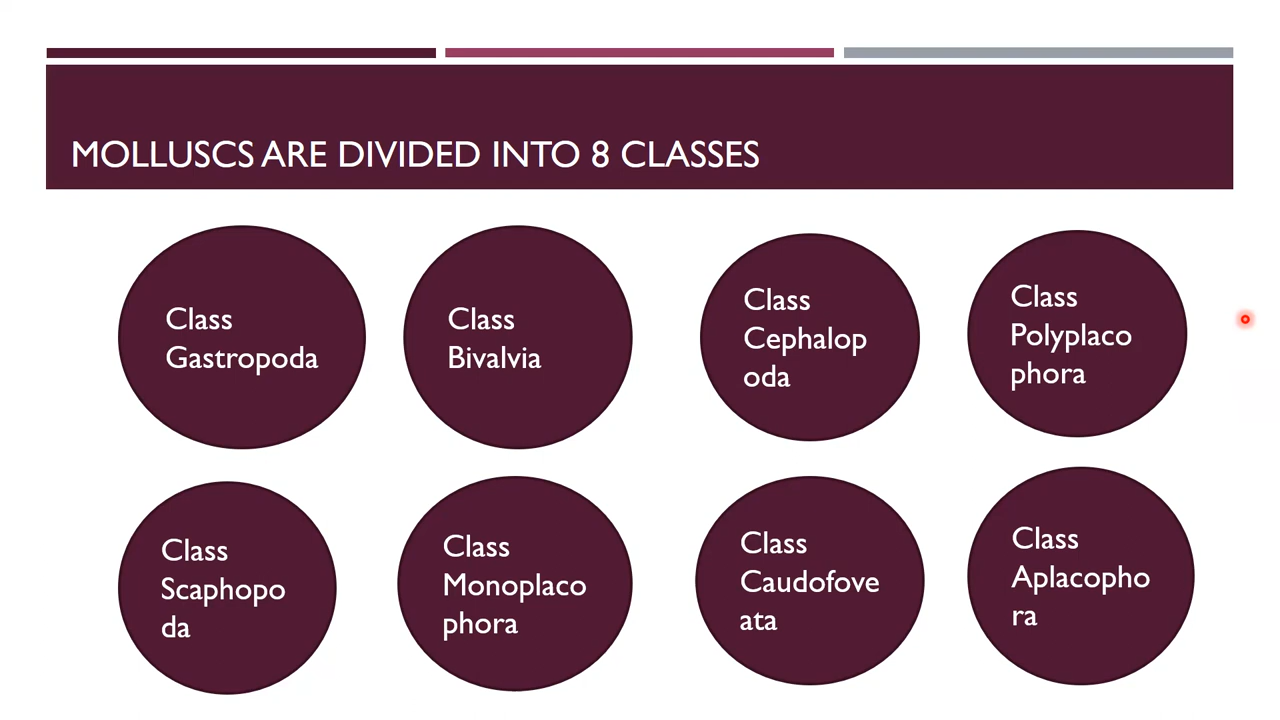 MOLLUSCS ARE DIVIDED INTO 8 CLASSES
Class
Gastropoda
Class
Bivalvia
Class
Cephalop
oda
Class
Polyplaco
phora
Class
Scaphopo
da
Class
Monoplaco
phora
Class
Caudofove
ata
Class
Aplacopho
ra